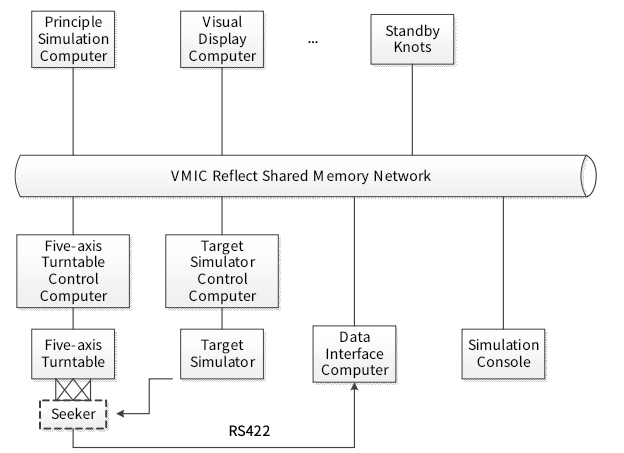 Principle
Simulation
Computer
Visual
Display
Computer
...
Standby
Knots
VMIC Reflect Shared Memory Network
Five-axis
Turntable
Control
Computer
Target
Simulator
Control
Computer
Five-axis
Turntable
Target
Simulator
Data
Interface
Computer
Simulation
Console
Seeker
RS422